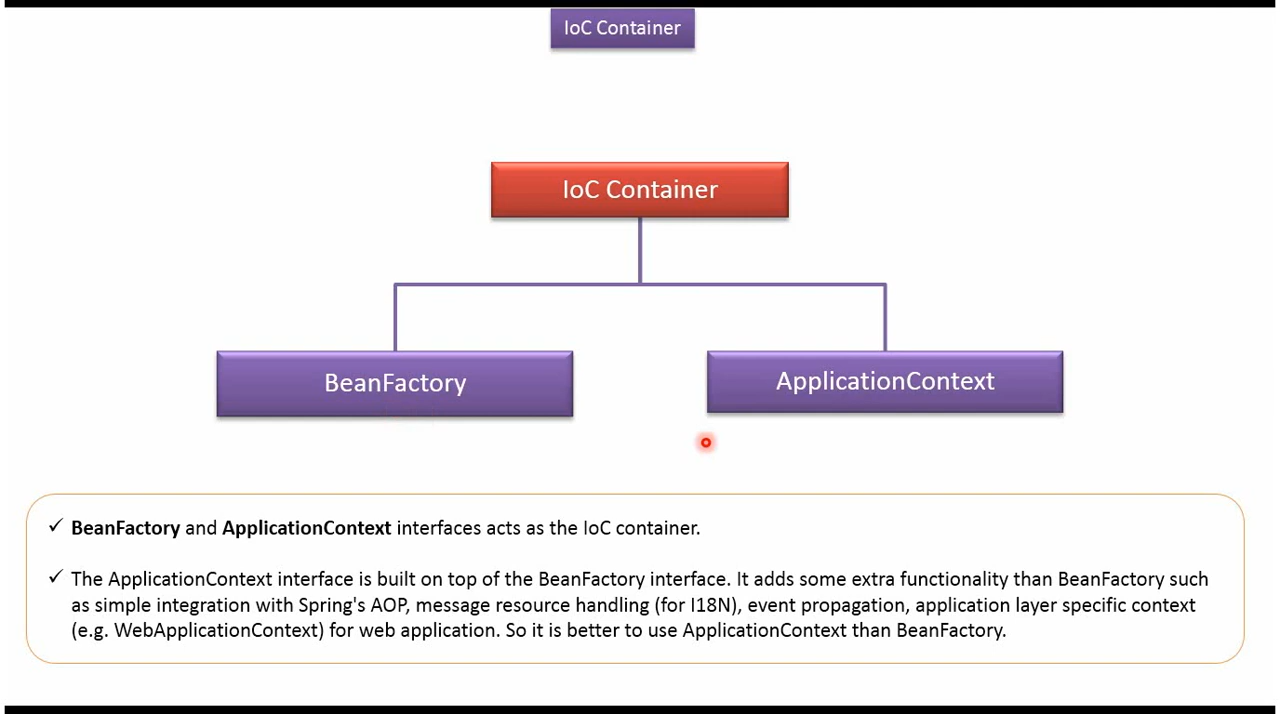 IoC Container
IoC Container
BeanFactory
ApplicationContext
✓ BeanFactory and ApplicationContext interfaces acts as the IoC container.
✓ The ApplicationContext interface is built on top of the BeanFactory interface. It adds some extra functionality than BeanFactory such
as simple integration with Spring's AOP, message resource handling (for I18N), event propagation, application layer specific context
(e.g. WebApplicationContext) for web application. So it is better to use ApplicationContext than BeanFactory.